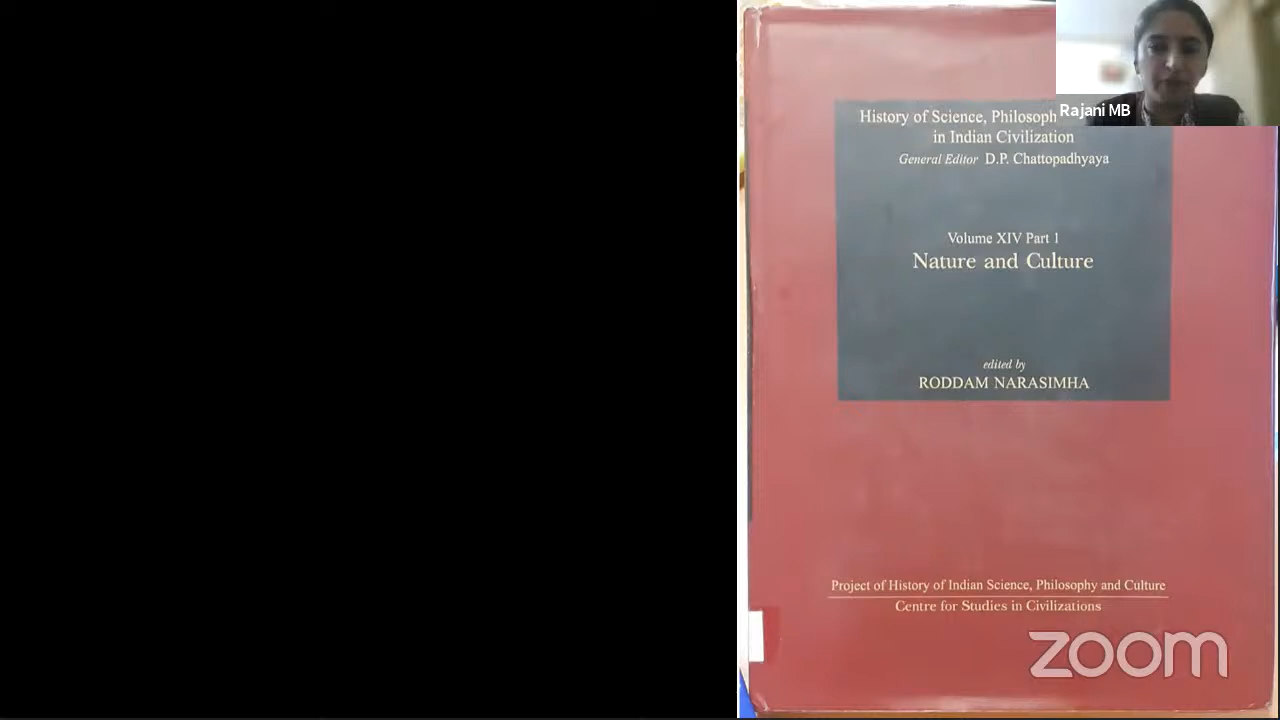 History of Science, Philosoph
in Indian Civilization
General Editor D.P. Chattopadhyaya
Volume XIV Part 1
Nature and Culture
edited by
RODDAM NARASIMHA
Project of History of Indian Science, Philosophy and Culture
Centre for Studies in Civilizations
Rajani MB
zoom